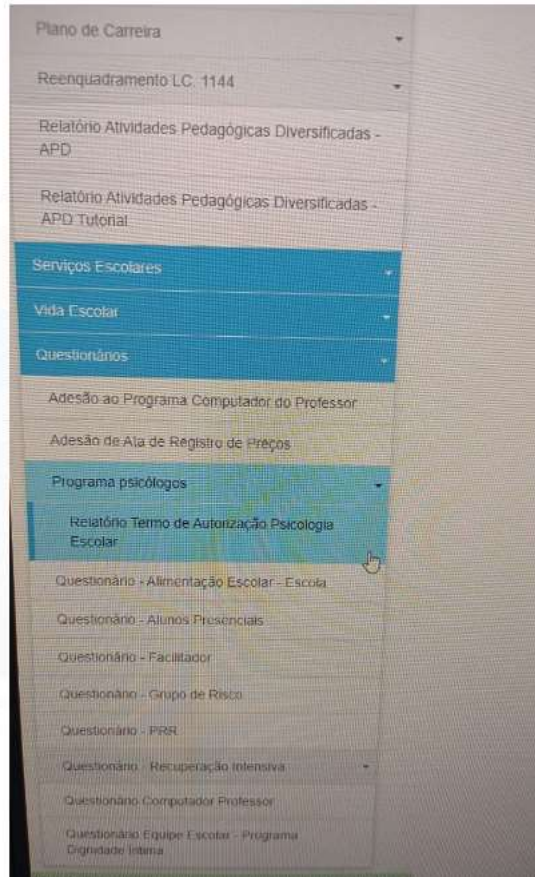 Plano de Carreira
Reenquadramento LC. 1144
Relatório Atividades Pedagógicas Diversificadas -
APD
Relatório Atividades Pedagógicas Diversificadas -
APD Tutorial
Serviços Escolares
Vida Escolar
Questionários
Adesão ao Programa Computador do Professor
Adesão de Ata de Registro de Preços
Programa psicólogos
Relatório Termo de Autorização Psicologia
Escolar
Questionário - Alimentação Escolar - Escola
Questionário - Alunos Presenciais
Questionário - Facilitador
Questionário - Grupo de Risco
Questionário - PRR
Questionário - Recuperação Intensiva
Questionário Computador Professor
Questionário Equipe Escolar - Programa
Dignidade Íntima